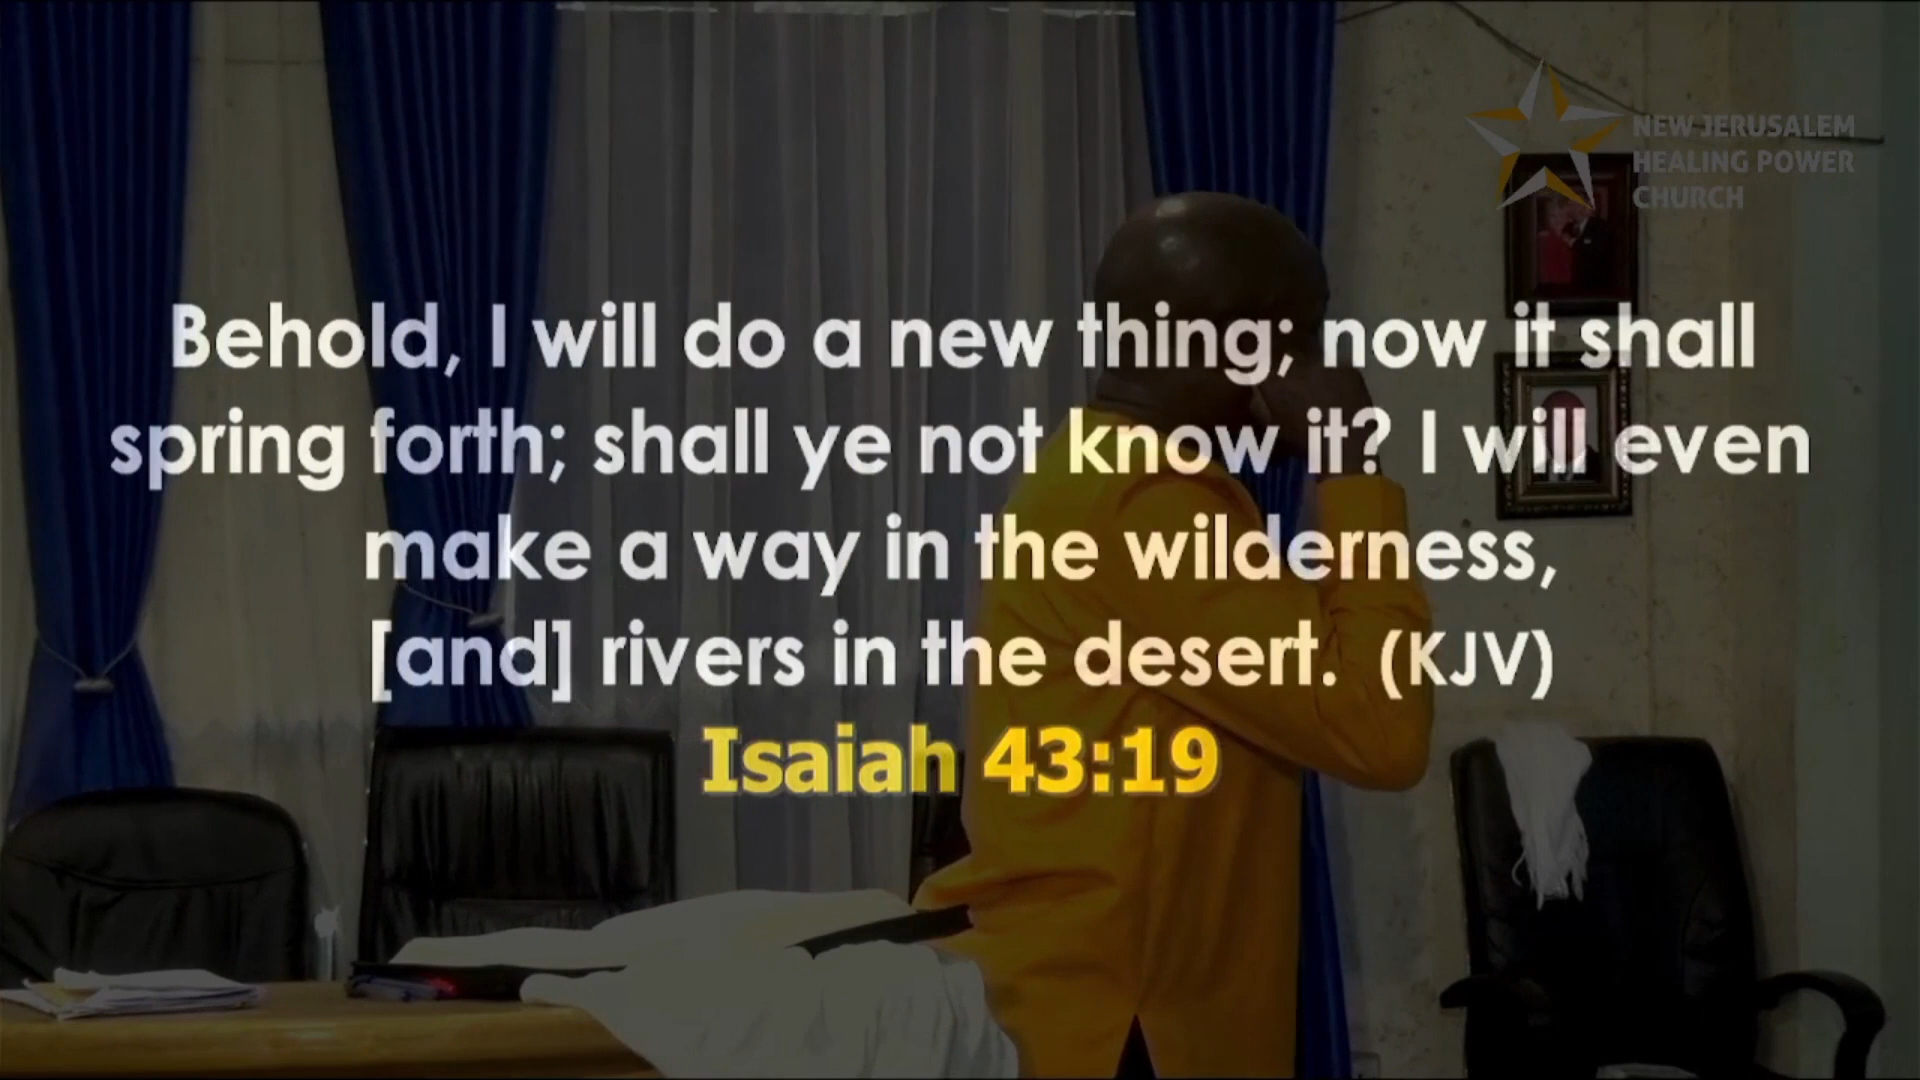 NEW JERUSALEM
HEALING POWER
CHURCH
Behold, I will do a new thing; now it shall
spring forth; shall ye not know it? I will even
make a way in the wilderness,
[and] rivers in the desert. (KJV)
Isaiah 43:19